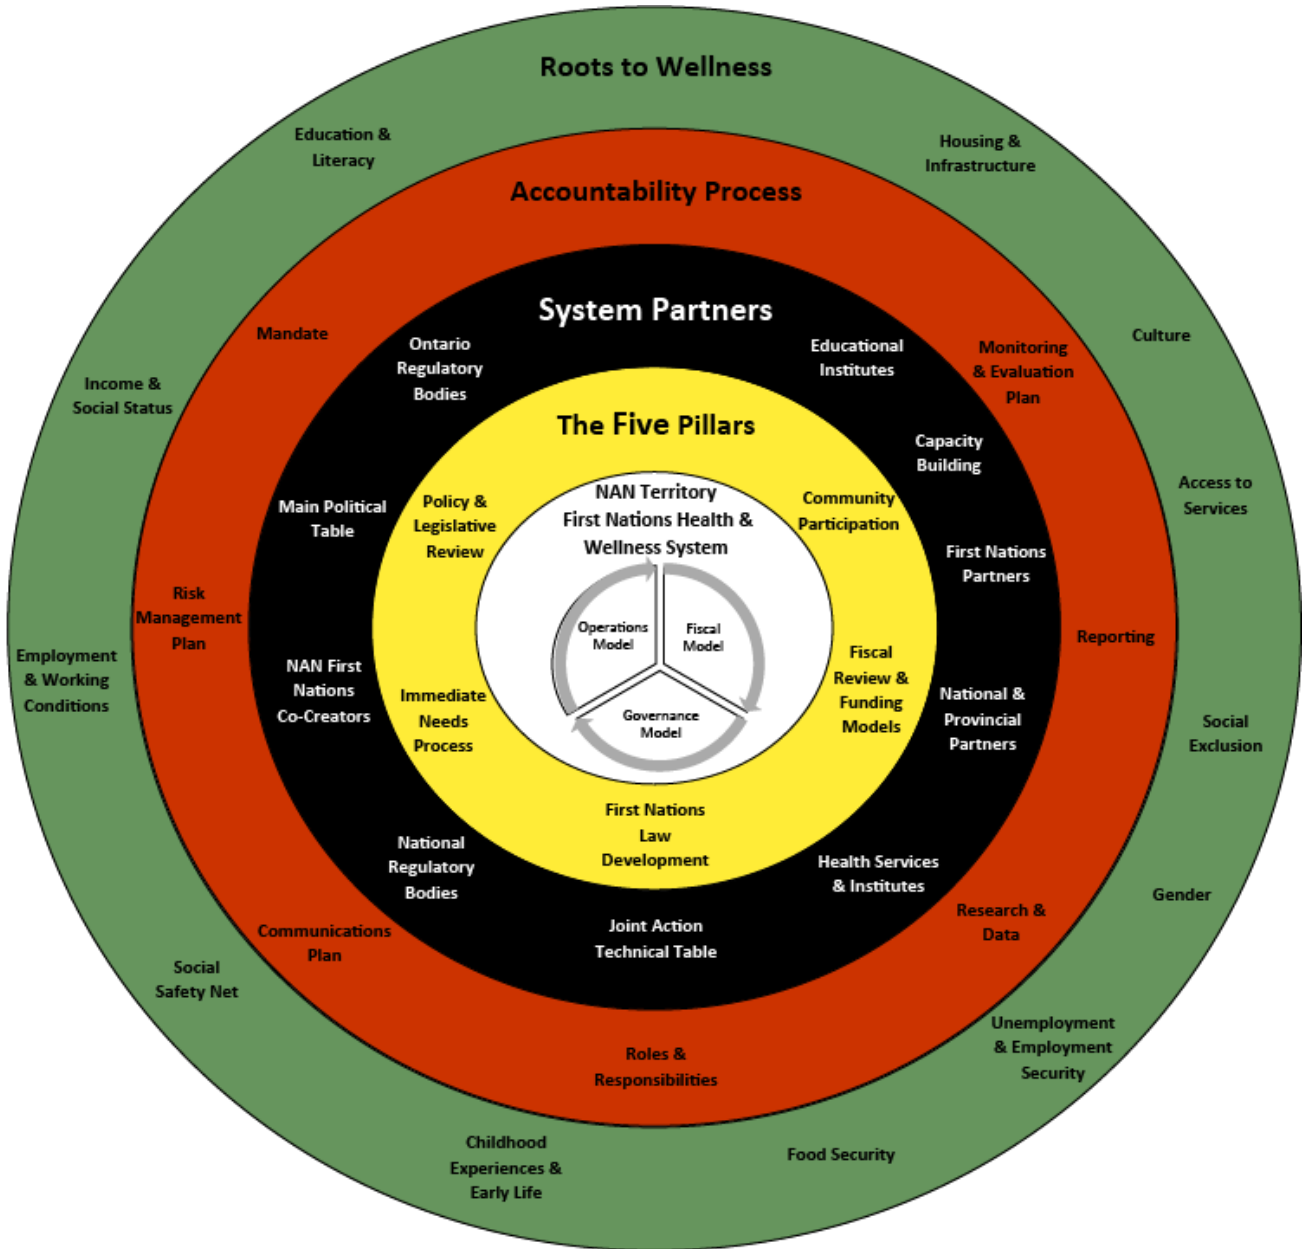 Roots to Wellness
Education &
Literacy
Housing &
Infrastructure
Culture
Access to
Services
Social
Exclusion
Gender
Unemployment
& Employment
Security
Food Security
Childhood
Experiences &
Early Life
Social
Safety Net
Employment
& Working
Conditions
Income &
Social Status
Accountability Process
Mandate
Monitoring
& Evaluation
Plan
Reporting
Research &
Data
Roles &
Responsibilities
Communications
Plan
Risk
Management
Plan
System Partners
Ontario
Regulatory
Bodies
Educational
Institutes
Capacity
Building
First Nations
Partners
National &
Provincial
Partners
Health Services
& Institutes
Joint Action
Technical Table
National
Regulatory
Bodies
NAN First
Nations
Co-Creators
Main Political
Table
The Five Pillars
Policy &
Legislative
Review
Community
Participation
Fiscal
Review &
Funding
Models
First Nations
Law
Development
Immediate
Needs
Process
NAN Territory
First Nations Health &
Wellness System
Operations
Model
Fiscal
Model
Governance
Model